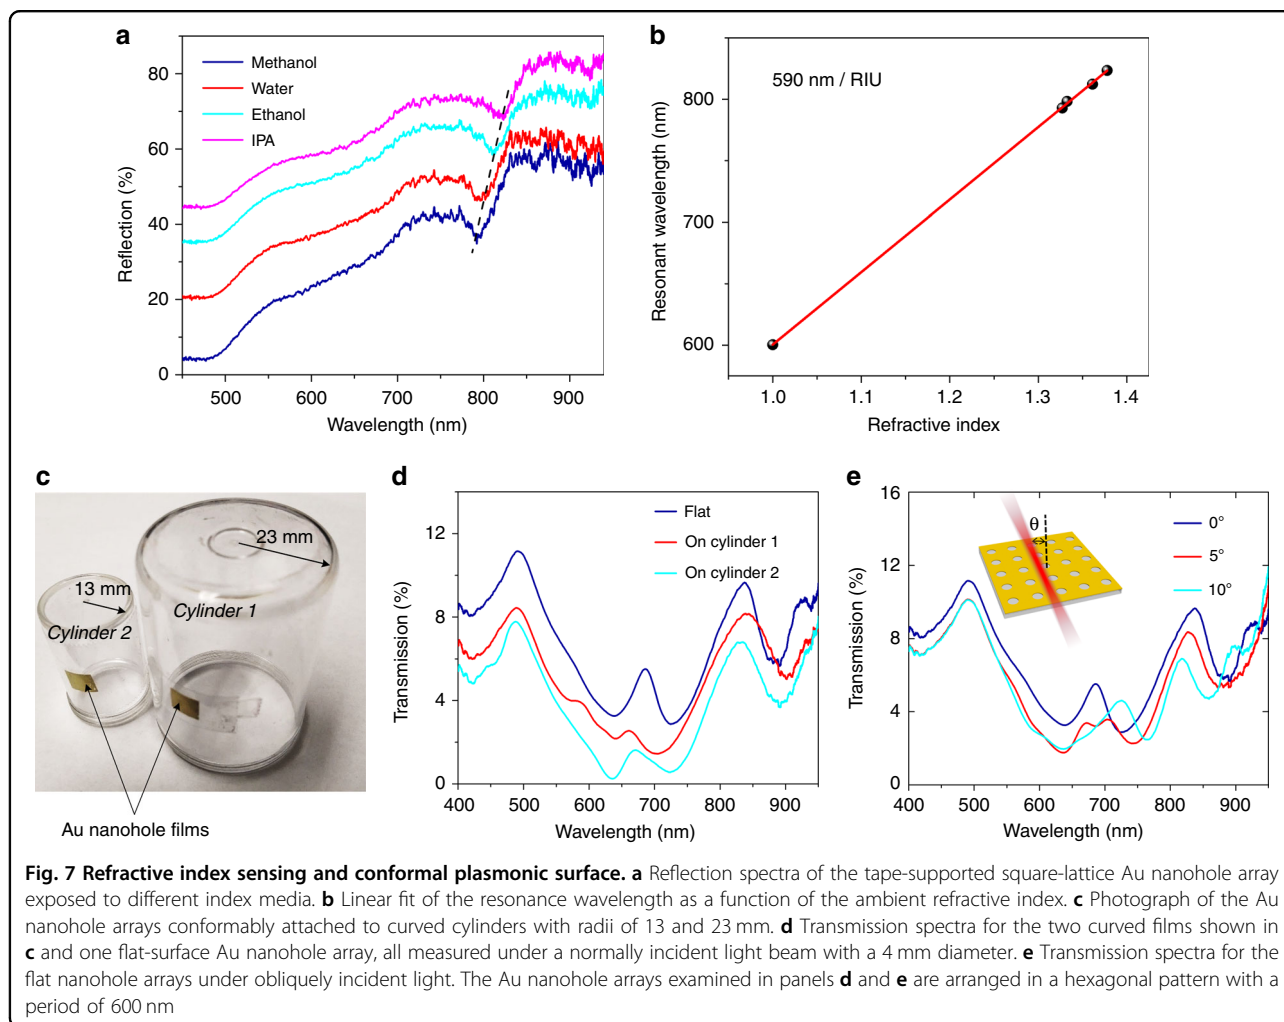 a
Methanol
Water
Ethanol
IPA
80
60
40
20
0
Reflection (%)
500 600 700 800 900
Wavelength (nm)
b
590 nm / RIU
800
700
600
Resonant wavelength (nm)
1.0 1.1 1.2 1.3 1.4
Refractive index
c
23 mm
13 mm
Cylinder 1
Cylinder 2
Au nanohole films
d
Flat
On cylinder 1
On cylinder 2
12
8
4
0
Transmission (%)
400 500 600 700 800 900
Wavelength (nm)
e
θ
0°
5°
10°
16
12
8
4
0
Transmission (%)
400 500 600 700 800 900
Wavelength (nm)
Fig. 7 Refractive index sensing and conformal plasmonic surface. a Reflection spectra of the tape-supported square-lattice Au nanohole array
exposed to different index media. b Linear fit of the resonance wavelength as a function of the ambient refractive index. c Photograph of the Au
nanohole arrays conformably attached to curved cylinders with radii of 13 and 23 mm. d Transmission spectra for the two curved films shown in
c and one flat-surface Au nanohole array, all measured under a normally incident light beam with a 4 mm diameter. e Transmission spectra for the
flat nanohole arrays under obliquely incident light. The Au nanohole arrays examined in panels d and e are arranged in a hexagonal pattern with a
period of 600 nm